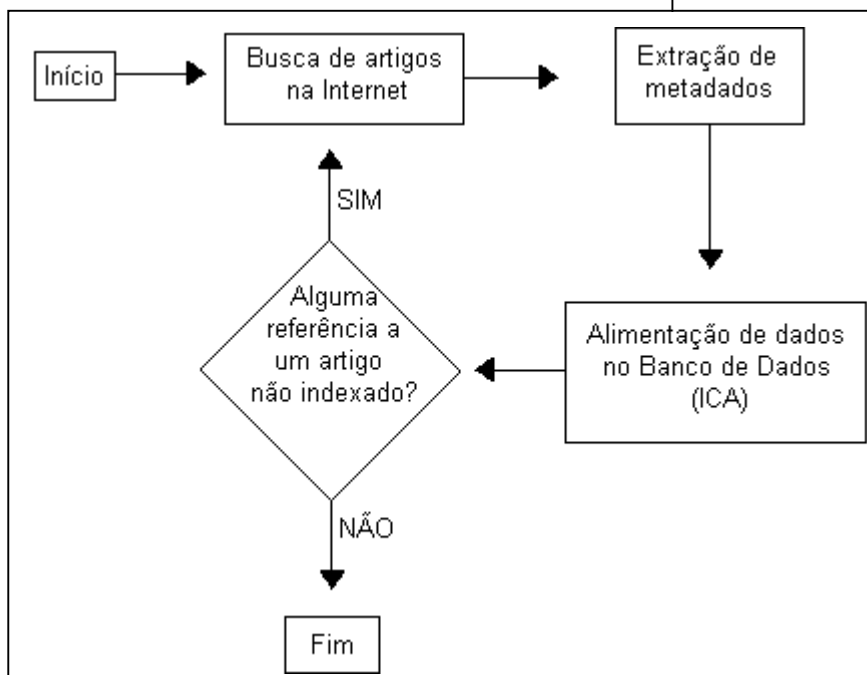 Início
Busca de artigos
na Internet
Extração de
metadados
Alimentação de dados
no Banco de Dados
(ICA)
Alguma
referência a
um artigo
não indexado?
SIM
NÃO
Fim